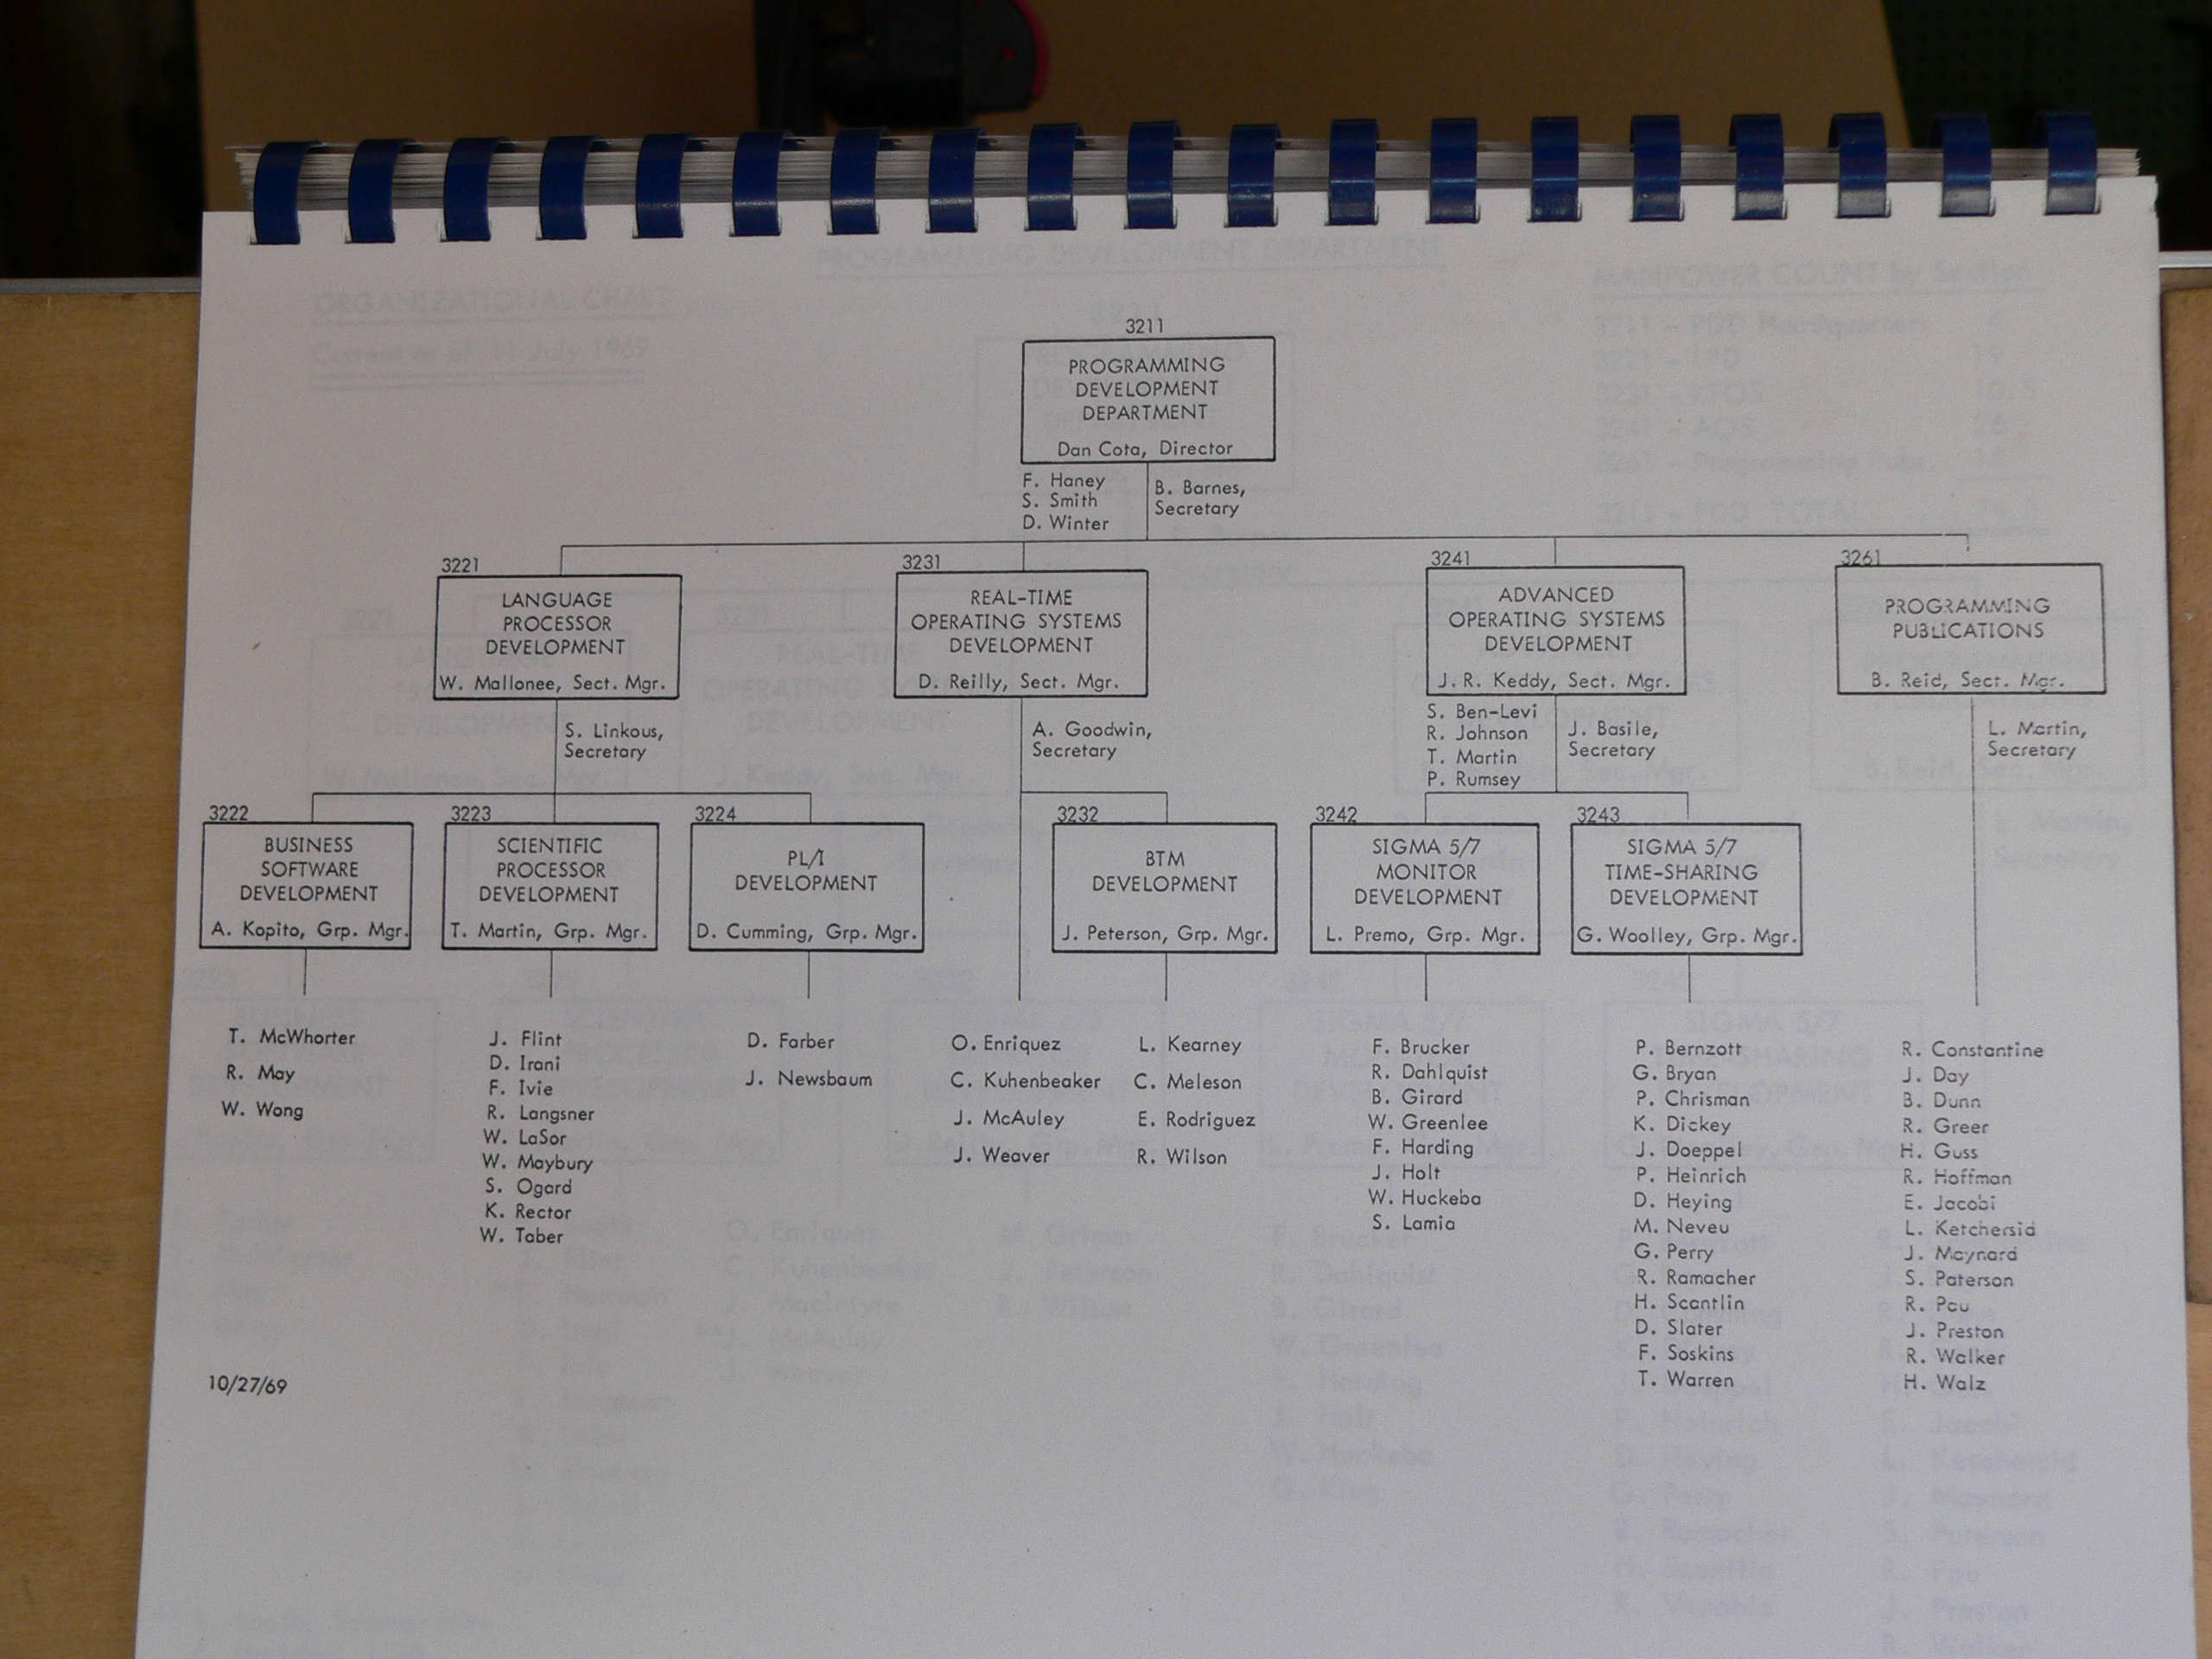 3211
PROGRAMMING
DEVELOPMENT
DEPARTMENT
Dan Cota, Director
F. Haney
S. Smith
D. Winter
B. Barnes,
Secretary
3221
LANGUAGE
PROCESSOR
DEVELOPMENT
W. Mallonee, Sect. Mgr.
S. Linkous,
Secretary
3231
REAL-TIME
OPERATING SYSTEMS
DEVELOPMENT
D. Reilly, Sect. Mgr.
A. Goodwin,
Secretary
3241
ADVANCED
OPERATING SYSTEMS
DEVELOPMENT
J. R. Keddy, Sect. Mgr.
S. Ben-Levi
R. Johnson
T. Martin
P. Rumsey
J. Basile,
Secretary
3261
PROGRAMMING
PUBLICATIONS
B. Reid, Sect. Mgr.
L. Martin,
Secretary
3222
BUSINESS
SOFTWARE
DEVELOPMENT
A. Kopito, Grp. Mgr.
3223
SCIENTIFIC
PROCESSOR
DEVELOPMENT
T. Martin, Grp. Mgr.
3224
PL/I
DEVELOPMENT
D. Cumming, Grp. Mgr.
3232
BTM
DEVELOPMENT
J. Peterson, Grp. Mgr.
3242
SIGMA 5/7
MONITOR
DEVELOPMENT
L. Premo, Grp. Mgr.
3243
SIGMA 5/7
TIME-SHARING
DEVELOPMENT
G. Woolley, Grp. Mgr.
T. McWhorter
R. May
W. Wong
J. Flint
D. Irani
F. Ivie
R. Langsner
W. LaSor
W. Maybury
S. Ogard
K. Rector
W. Taber
D. Farber
J. Newsbaum
O. Enriquez
C. Kuhenbeaker
J. McAuley
J. Weaver
L. Kearney
C. Meleson
E. Rodriguez
R. Wilson
F. Brucker
R. Dahlquist
B. Girard
W. Greenlee
F. Harding
J. Holt
W. Huckeba
S. Lamia
P. Bernzott
G. Bryan
P. Chrisman
K. Dickey
J. Doeppel
P. Heinrich
D. Heying
M. Neveu
G. Perry
R. Ramacher
H. Scantlin
D. Slater
F. Soskins
T. Warren
R. Constantine
J. Day
B. Dunn
R. Greer
H. Guss
R. Hoffman
E. Jacobi
L. Ketchersid
J. Maynard
S. Paterson
R. Pau
J. Preston
R. Walker
H. Walz
10/27/69